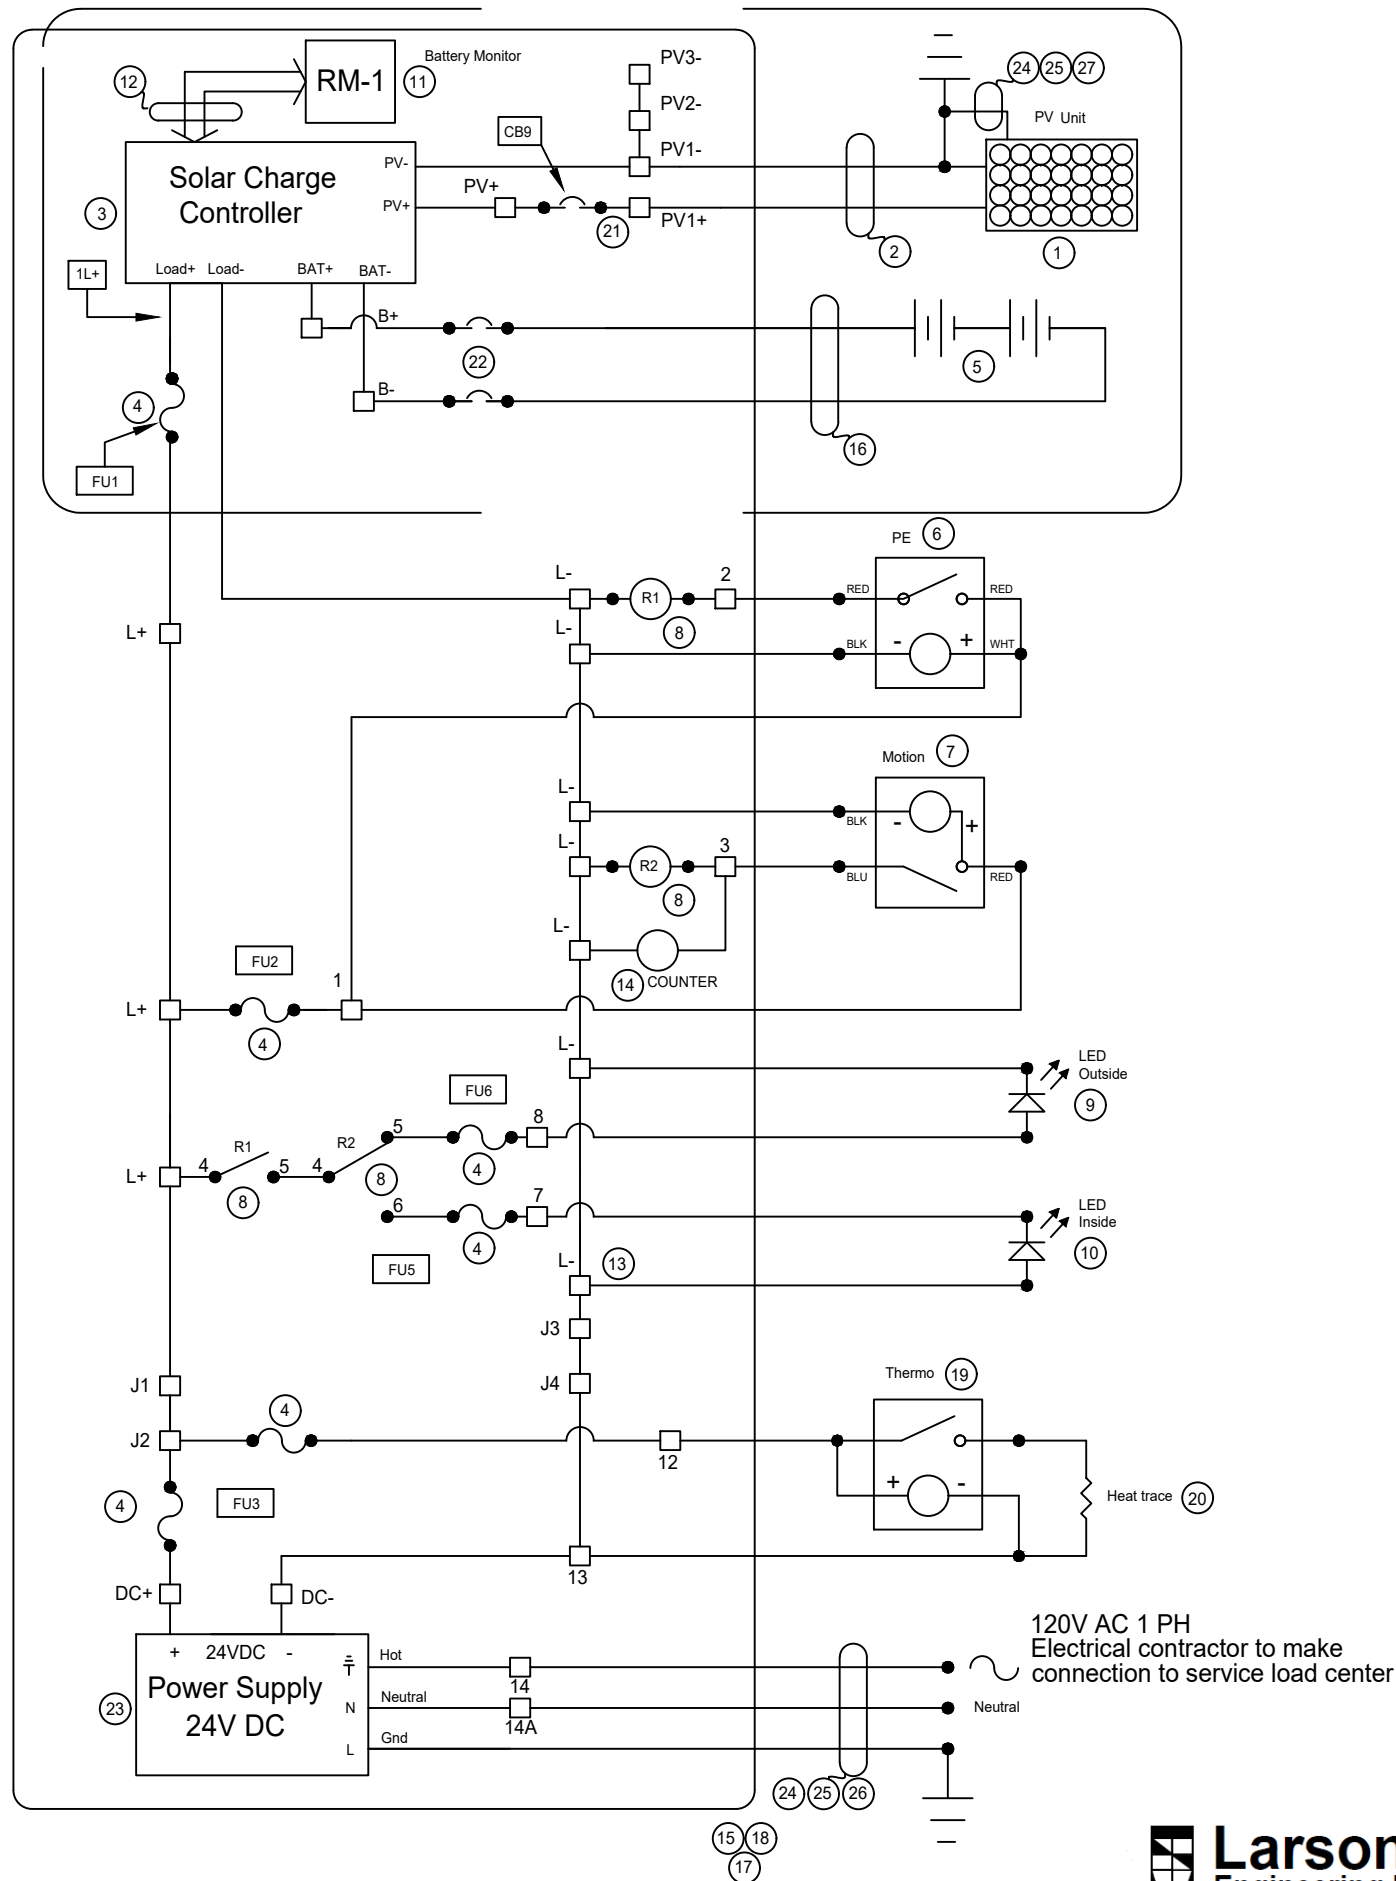 Battery Monitor
RM-1
12
11
PV3-
PV2-
PV1-
24 25 27
PV Unit
CB9
Solar Charge
Controller
PV-
PV+
PV+
PV1+
3
21
2
1
Load+ Load- BAT+ BAT-
1L+
B+
22
5
B-
4
16
FU1
PE 6
L- R1 2
RED RED
8
L+
L-
BLK - + WHT
Motion 7
L-
BLK - +
L- R2 3
BLU RED
8
L-
14 COUNTER
FU2
1
L+
4
L-
LED
Outside
9
FU6
8
5
R1 R2
L+ 4 5 4
8 8 4
6 7
4
FU5
LED
Inside
10
L- 13
J3
J1 J4
Thermo 19
4
J2
12
+ -
4 FU3
Heat trace 20
13
DC+ DC-
+ 24VDC -
Power Supply
24V DC
23
Hot
N Neutral
L Gnd
14
14A
120V AC 1 PH
Electrical contractor to make
connection to service load center
Neutral
24 25 26
15 18
17
Larson